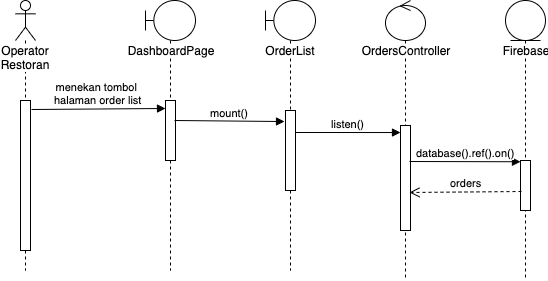 Operator
Restoran
DashboardPage
OrderList
OrdersController
Firebase
menekan tombol
halaman order list
mount()
listen()
database().ref().on()
orders